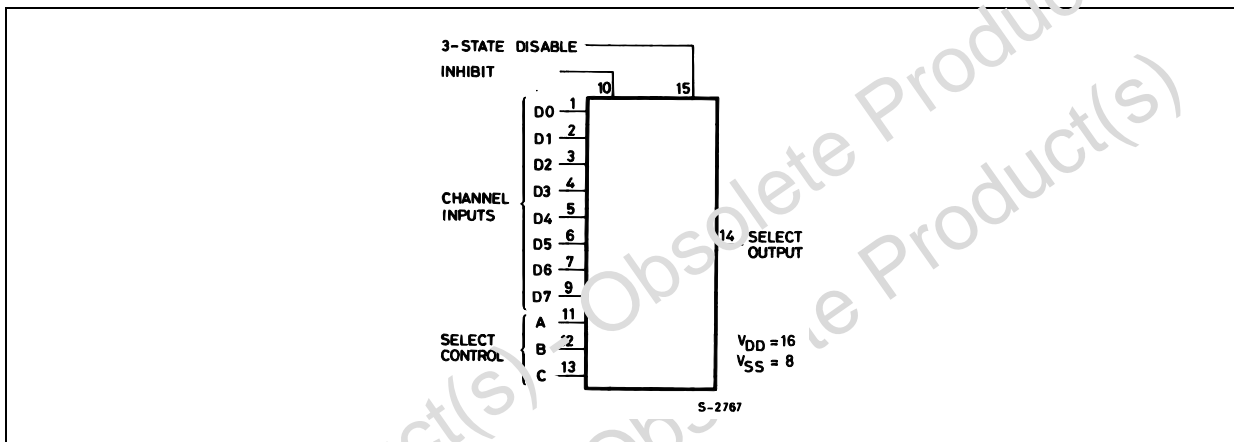 3-STATE DISABLE
INHIBIT
10 15
D0 1
D1 2
D2 3
D3 4
D4 5
D5 6
D6 7
D7 9
CHANNEL
INPUTS
A 11
B 12
C 13
SELECT
CONTROL
14 SELECT
OUTPUT
VDD = 16
VSS = 8
S-2767
Obsolete Product(s)
ct(s) - Obsolete Product(s)